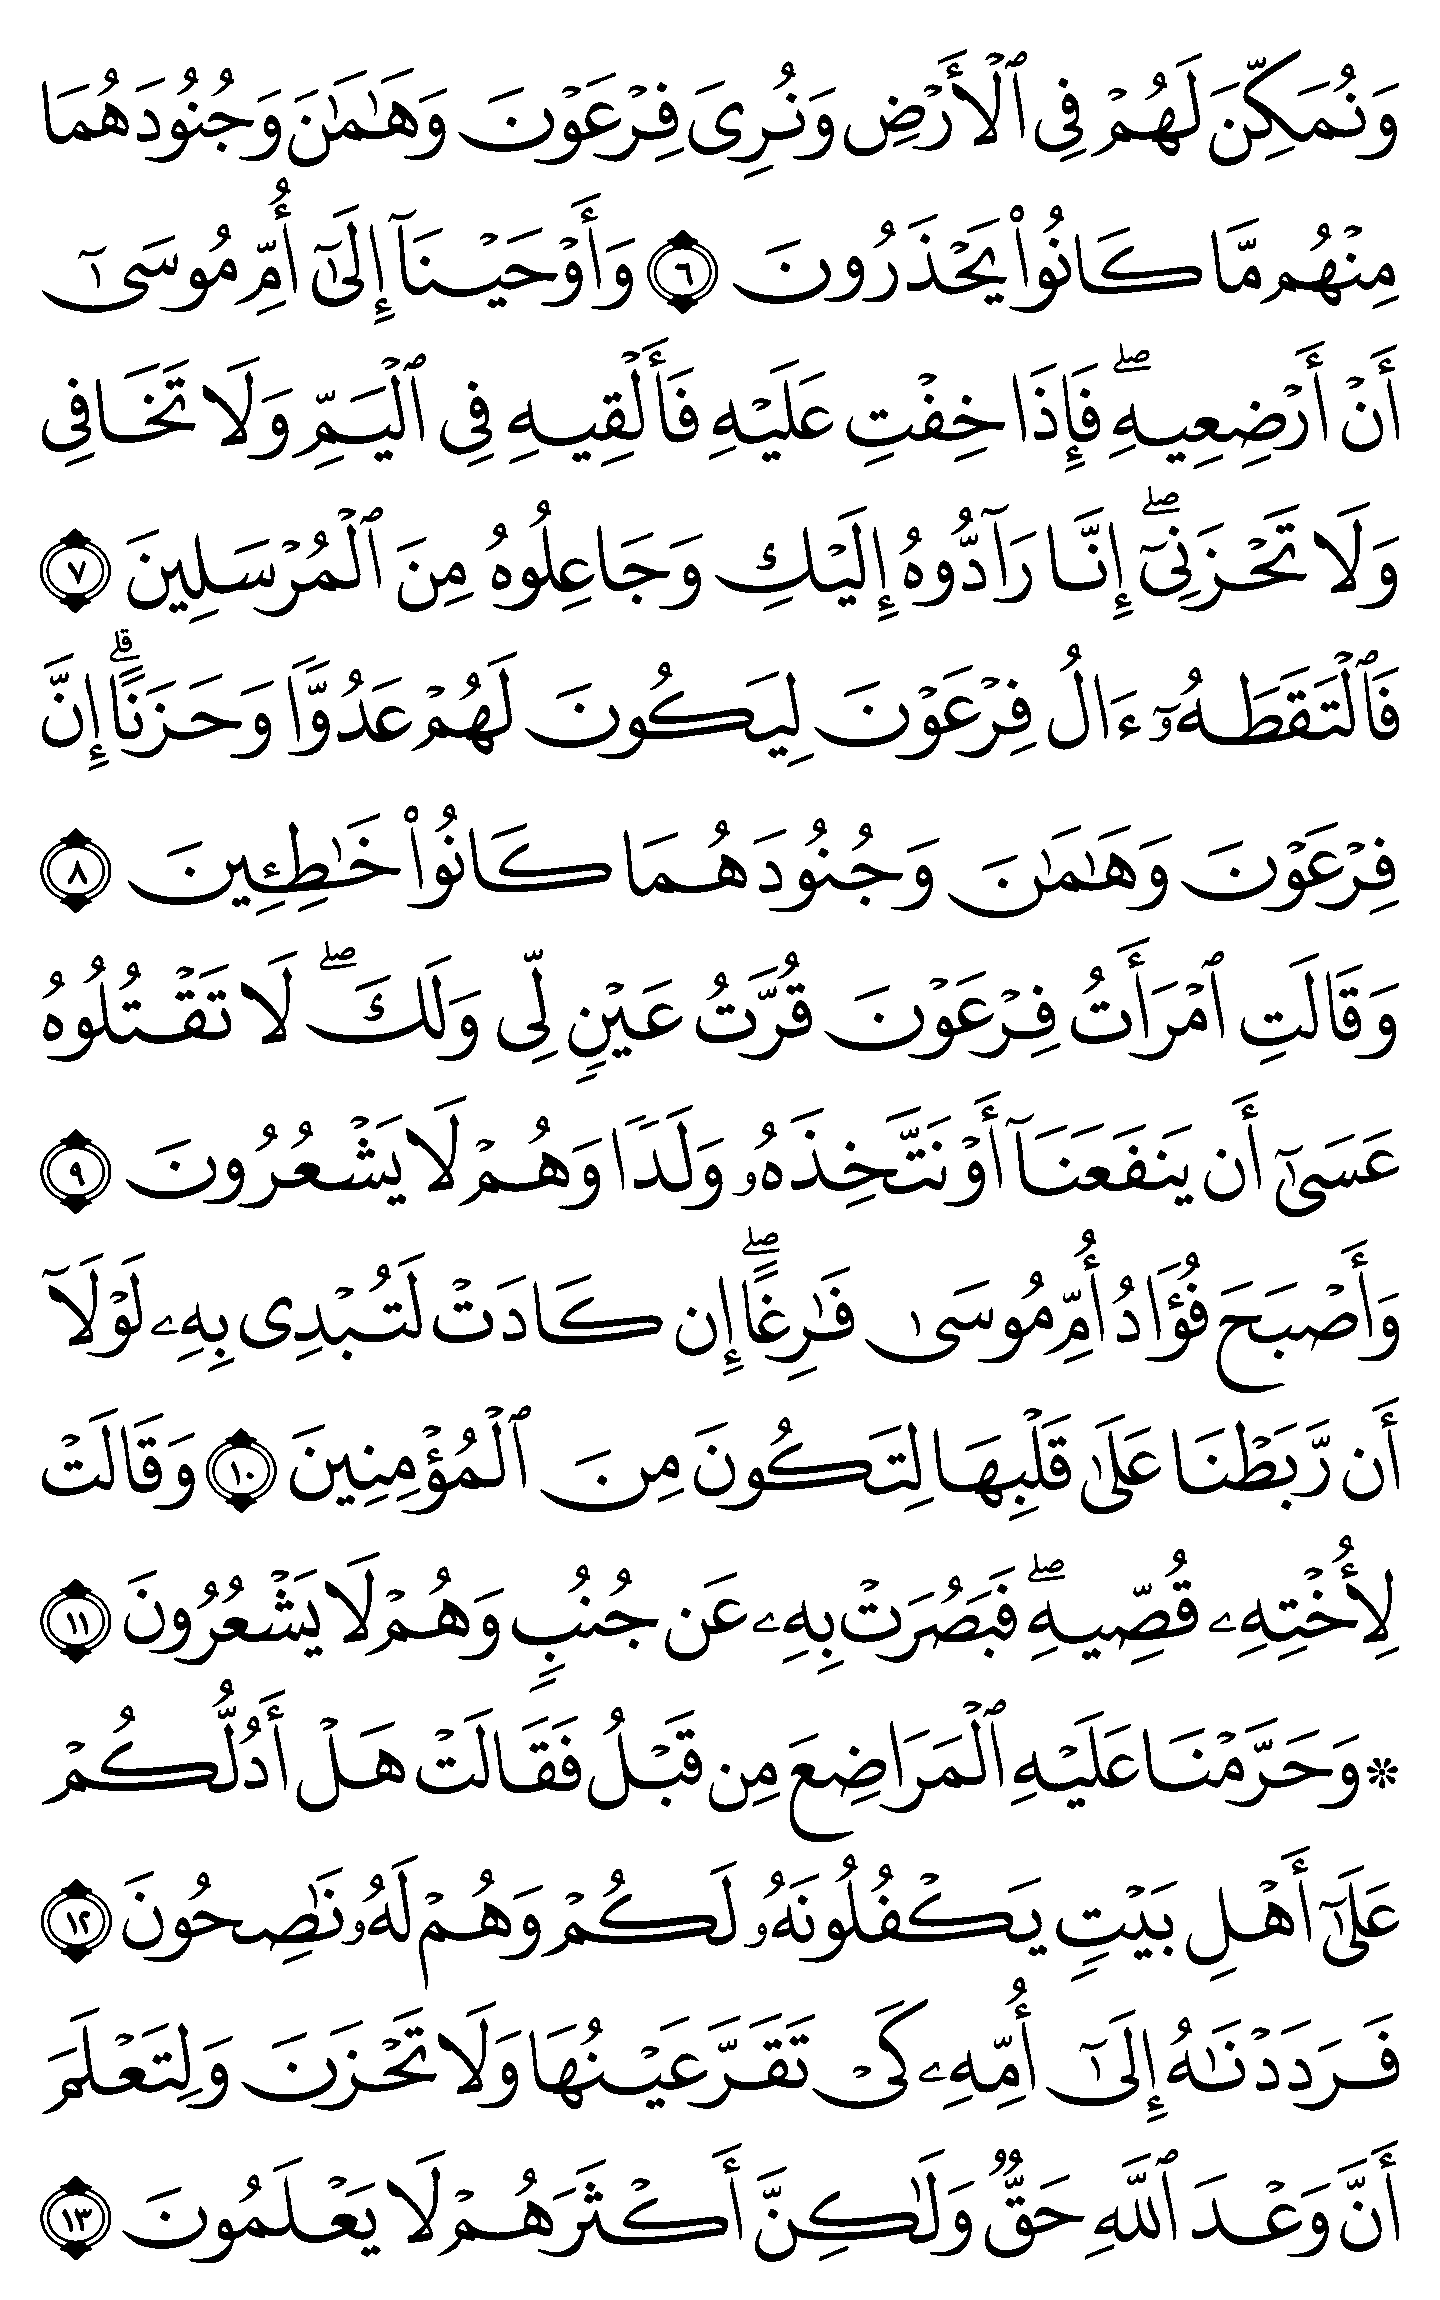 وَنُمَكِّنَ لَهُمْ فِى ٱلْأَرْضِ وَنُرِىَ فِرْعَوْنَ وَهَـٰمَـٰنَ وَجُنُودَهُمَا
مِنْهُم مَّا كَانُوا۟ يَحْذَرُونَ ٦ وَأَوْحَيْنَآ إِلَىٰٓ أُمِّ مُوسَىٰٓ
أَنْ أَرْضِعِيهِ ۖ فَإِذَا خِفْتِ عَلَيْهِ فَأَلْقِيهِ فِى ٱلْيَمِّ وَلَا تَخَافِى
وَلَا تَحْزَنِىٓ ۖ إِنَّا رَآدُّوهُ إِلَيْكِ وَجَاعِلُوهُ مِنَ ٱلْمُرْسَلِينَ ٧
فَٱلْتَقَطَهُۥٓ ءَالُ فِرْعَوْنَ لِيَكُونَ لَهُمْ عَدُوًّا وَحَزَنًا ۗ إِنَّ
فِرْعَوْنَ وَهَـٰمَـٰنَ وَجُنُودَهُمَا كَانُوا۟ خَـٰطِـِٔينَ ٨
وَقَالَتِ ٱمْرَأَتُ فِرْعَوْنَ قُرَّتُ عَيْنٍ لِّى وَلَكَ ۖ لَا تَقْتُلُوهُ
عَسَىٰٓ أَن يَنفَعَنَآ أَوْ نَتَّخِذَهُۥ وَلَدًا وَهُمْ لَا يَشْعُرُونَ ٩
وَأَصْبَحَ فُؤَادُ أُمِّ مُوسَىٰ فَـٰرِغًا ۖ إِن كَادَتْ لَتُبْدِى بِهِۦ لَوْلَآ
أَن رَّبَطْنَا عَلَىٰ قَلْبِهَا لِتَكُونَ مِنَ ٱلْمُؤْمِنِينَ ١٠ وَقَالَتْ
لِأُخْتِهِۦ قُصِّيهِ ۖ فَبَصُرَتْ بِهِۦ عَن جُنُبٍ وَهُمْ لَا يَشْعُرُونَ ١١
۞ وَحَرَّمْنَا عَلَيْهِ ٱلْمَرَاضِعَ مِن قَبْلُ فَقَالَتْ هَلْ أَدُلُّكُمْ
عَلَىٰٓ أَهْلِ بَيْتٍ يَكْفُلُونَهُۥ لَكُمْ وَهُمْ لَهُۥ نَـٰصِحُونَ ١٢
فَرَدَدْنَـٰهُ إِلَىٰٓ أُمِّهِۦ كَىْ تَقَرَّ عَيْنُهَا وَلَا تَحْزَنَ وَلِتَعْلَمَ
أَنَّ وَعْدَ ٱللَّهِ حَقٌّ وَلَـٰكِنَّ أَكْثَرَهُمْ لَا يَعْلَمُونَ ١٣